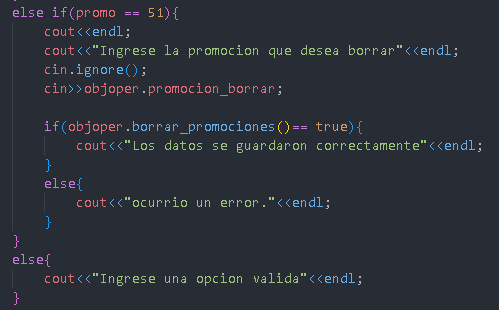 else if(promo == 51){
    cout<<endl;
    cout<<"Ingrese la promocion que desea borrar"<<endl;
    cin.ignore();
    cin>>objoper.promocion_borrar;

    if(objoper.borrar_promociones()== true){
        cout<<"Los datos se guardaron correctamente"<<endl;
    }
    else{
        cout<<"ocurrio un error."<<endl;
    }
}
else{
    cout<<"Ingrese una opcion valida"<<endl;
}